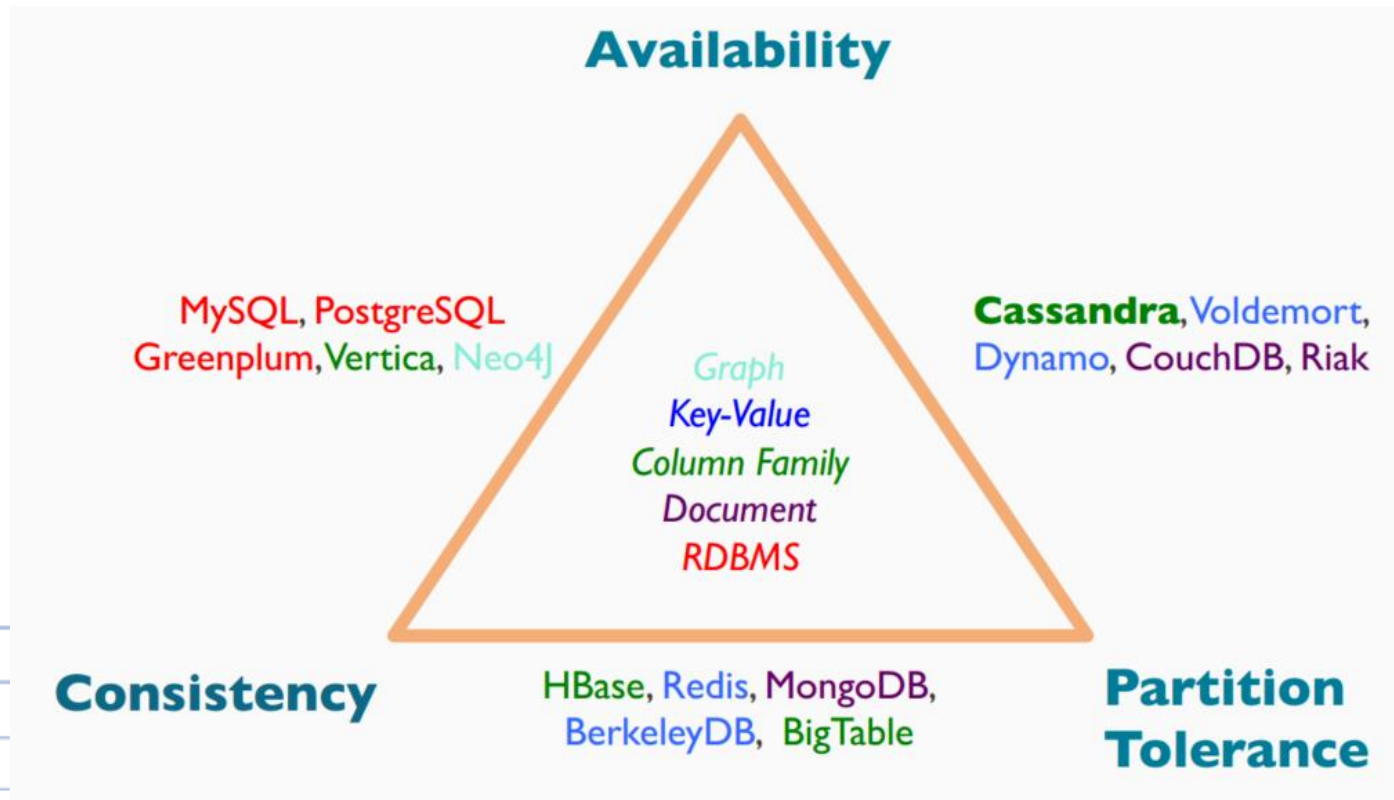 Availability
MySQL, PostgreSQL
Greenplum, Vertica, Neo4J
Cassandra, Voldemort,
Dynamo, CouchDB, Riak
Graph
Key-Value
Column Family
Document
RDBMS
Consistency
HBase, Redis, MongoDB,
BerkeleyDB, BigTable
Partition
Tolerance